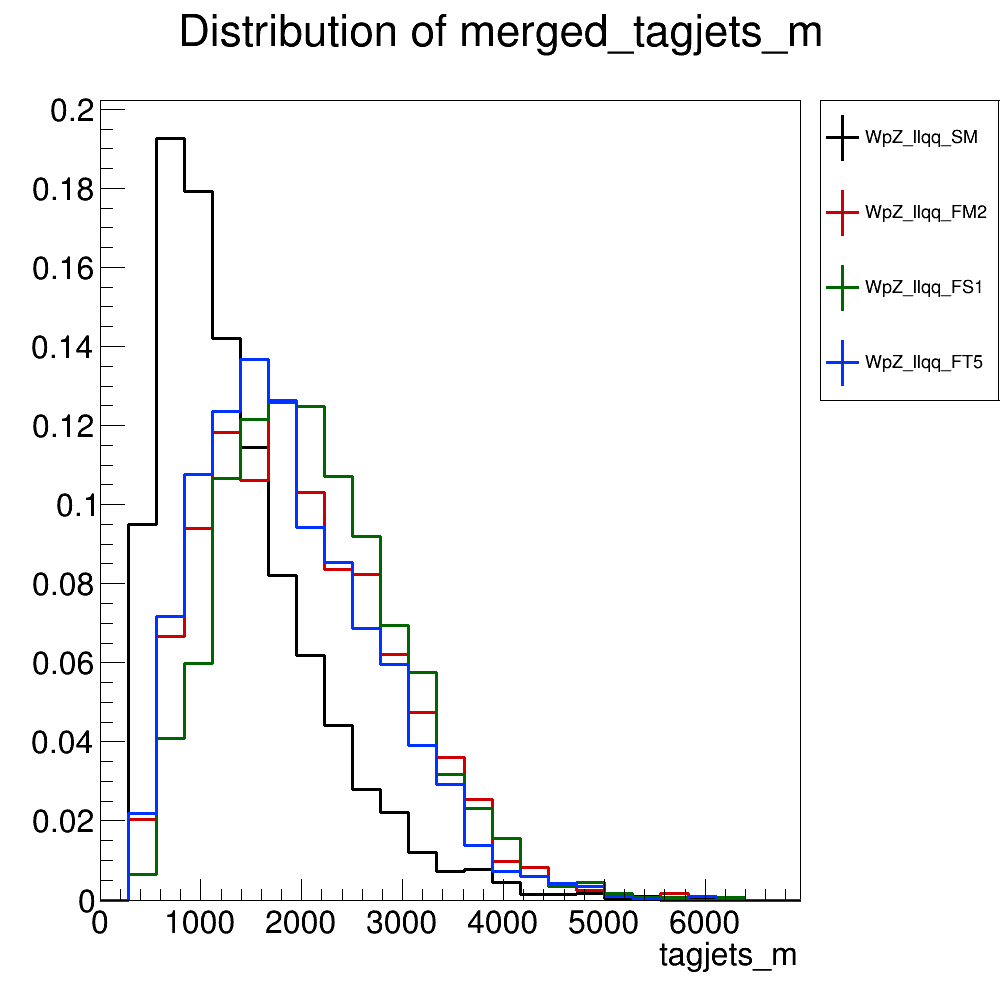 Distribution of merged_tagjets_m
0.2
0.18
0.16
0.14
0.12
0.1
0.08
0.06
0.04
0.02
0
0 1000 2000 3000 4000 5000 6000
tagjets_m
WpZ_llqq_SM
WpZ_llqq_FM2
WpZ_llqq_FS1
WpZ_llqq_FT5